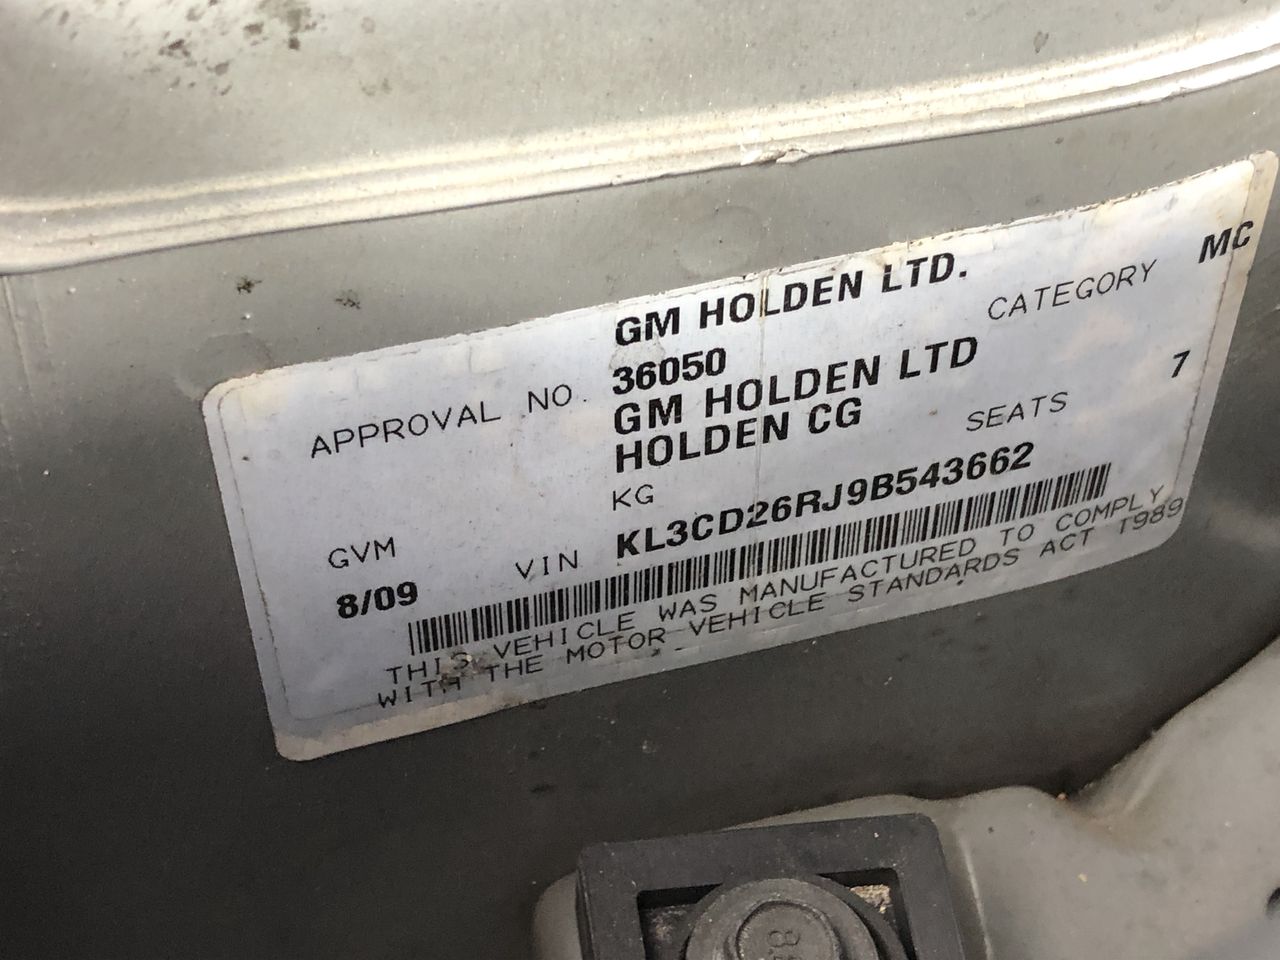 GM HOLDEN LTD.
APPROVAL NO. 36050 CATEGORY MC
GM HOLDEN LTD
HOLDEN CG SEATS 7
GVM KG
8/09 VIN KL3CD26RJ9B543662
THIS VEHICLE WAS MANUFACTURED TO COMPLY
WITH THE MOTOR VEHICLE STANDARDS ACT 1989